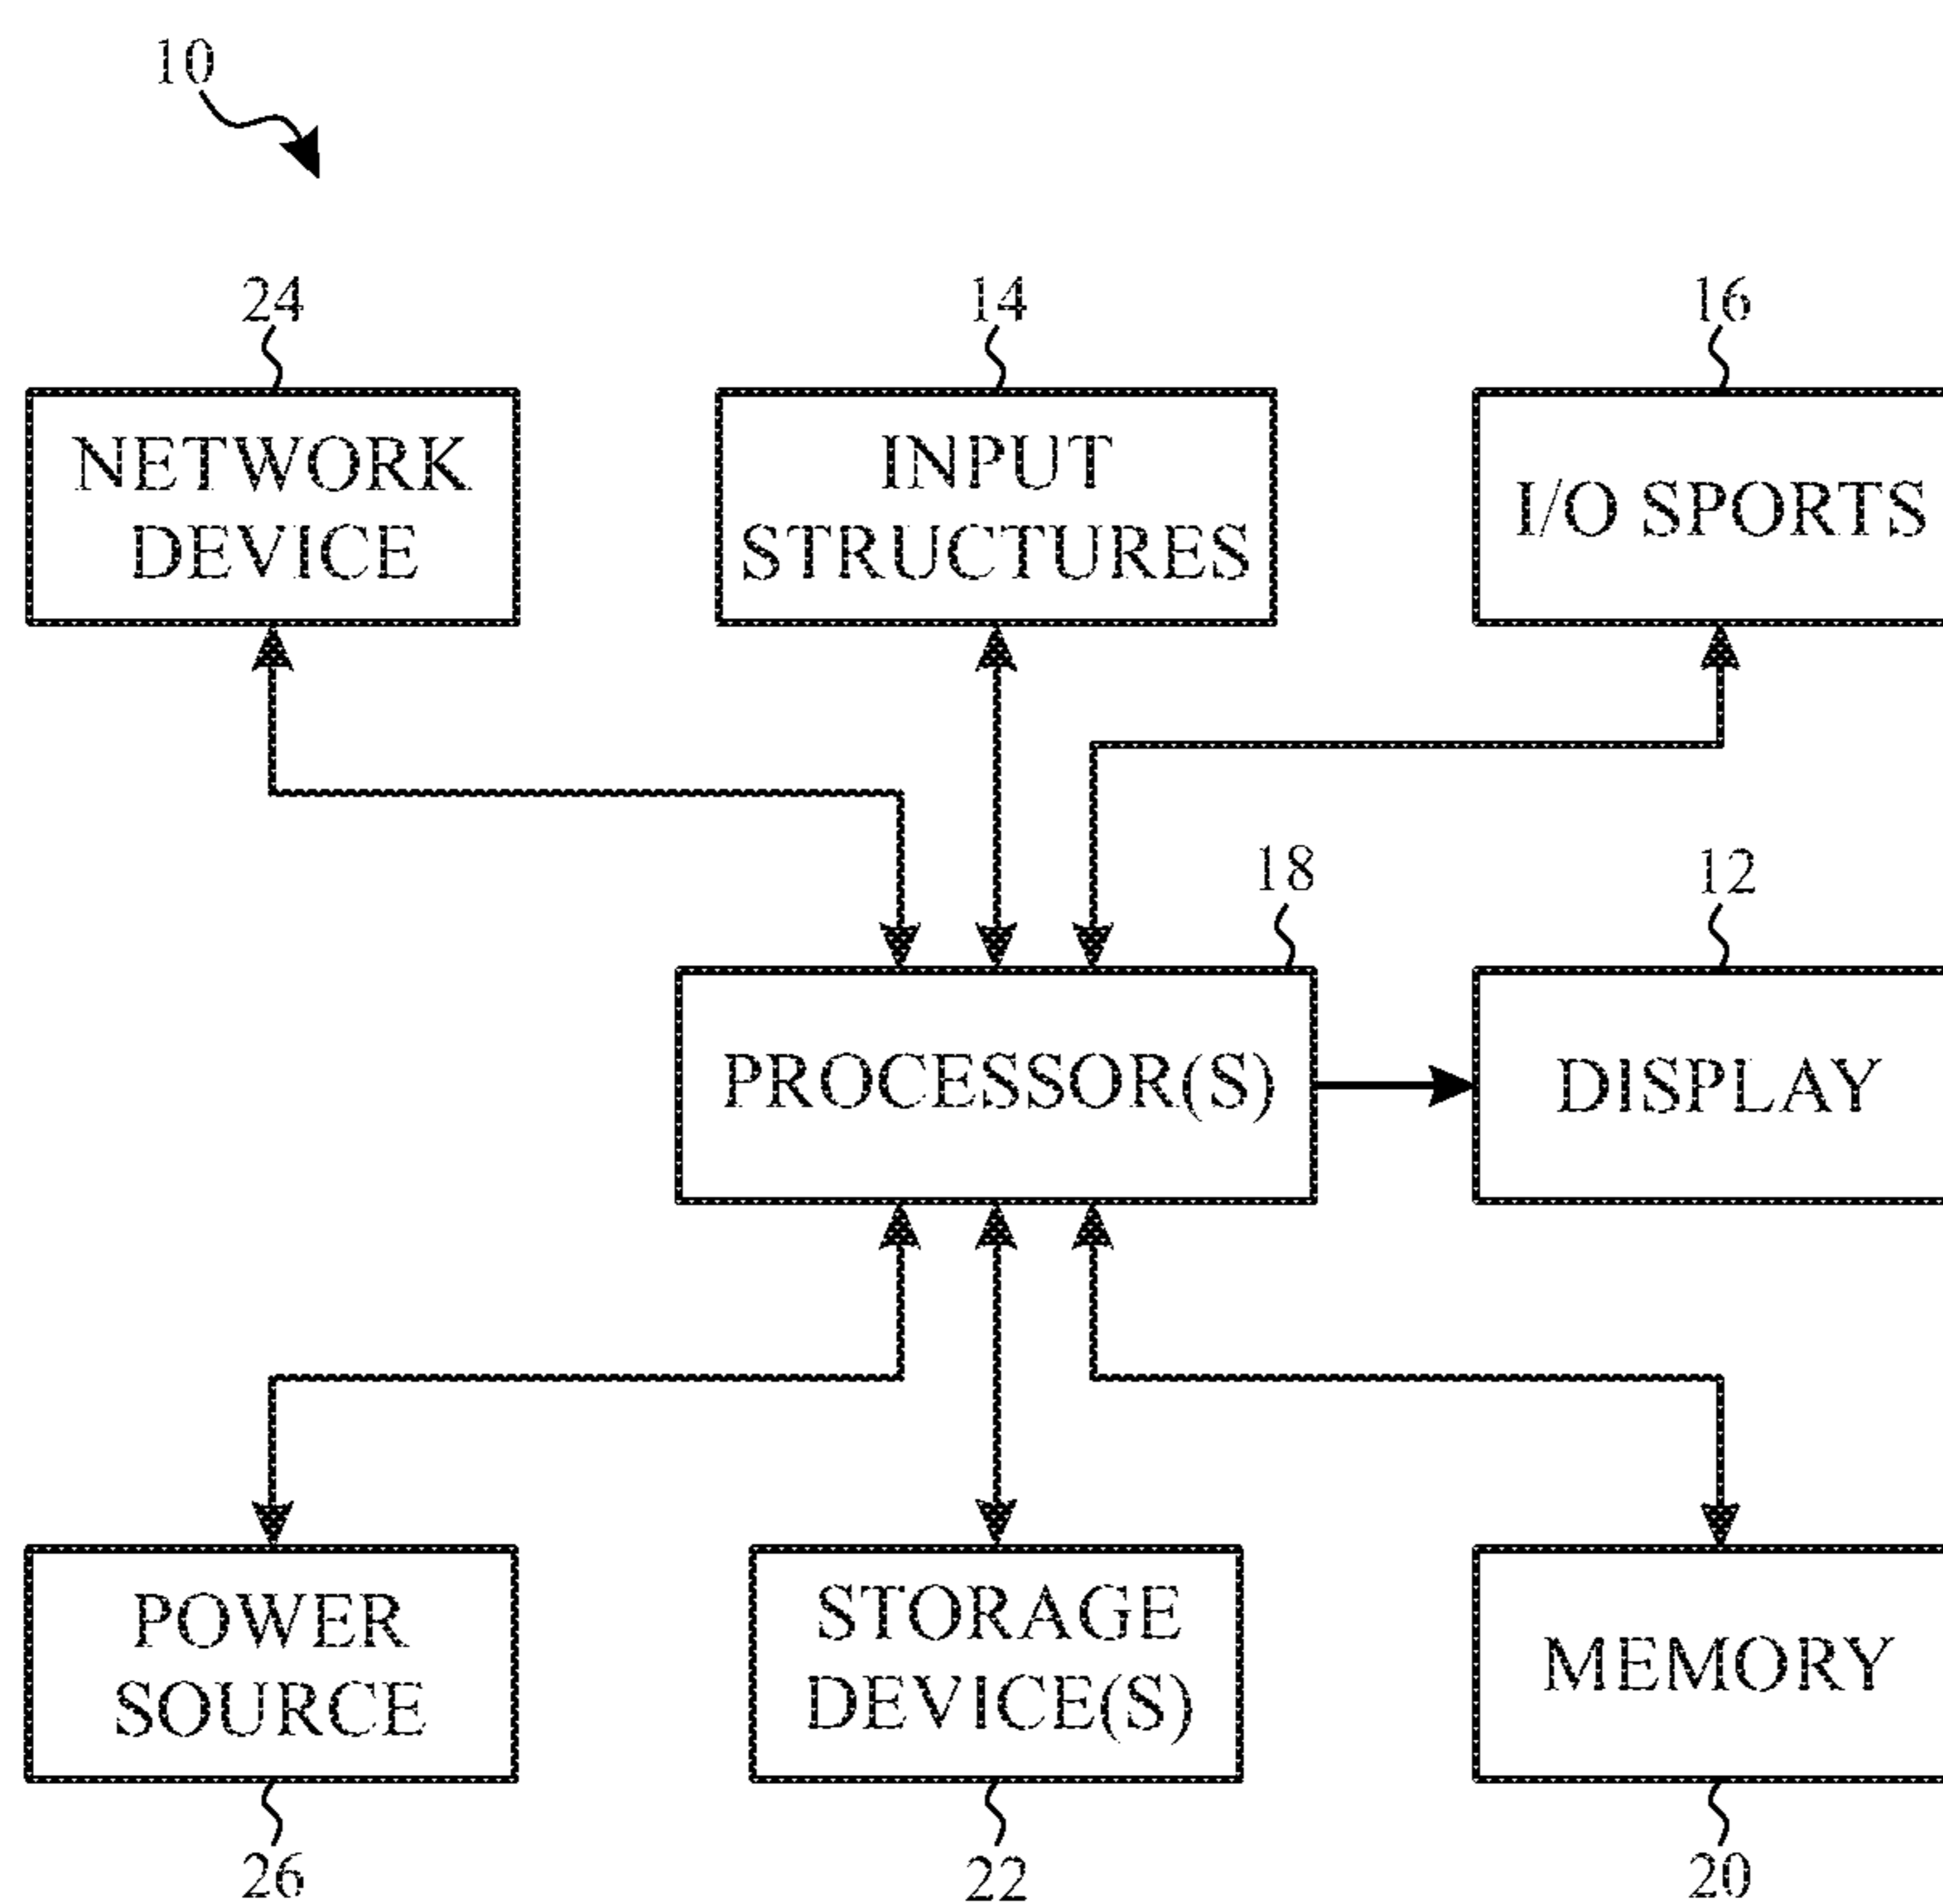 10
24
14
16
NETWORK
DEVICE
INPUT
STRUCTURES
I/O SPORTS
18
12
PROCESSOR(S)
DISPLAY
POWER
SOURCE
STORAGE
DEVICE(S)
MEMORY
26
22
20